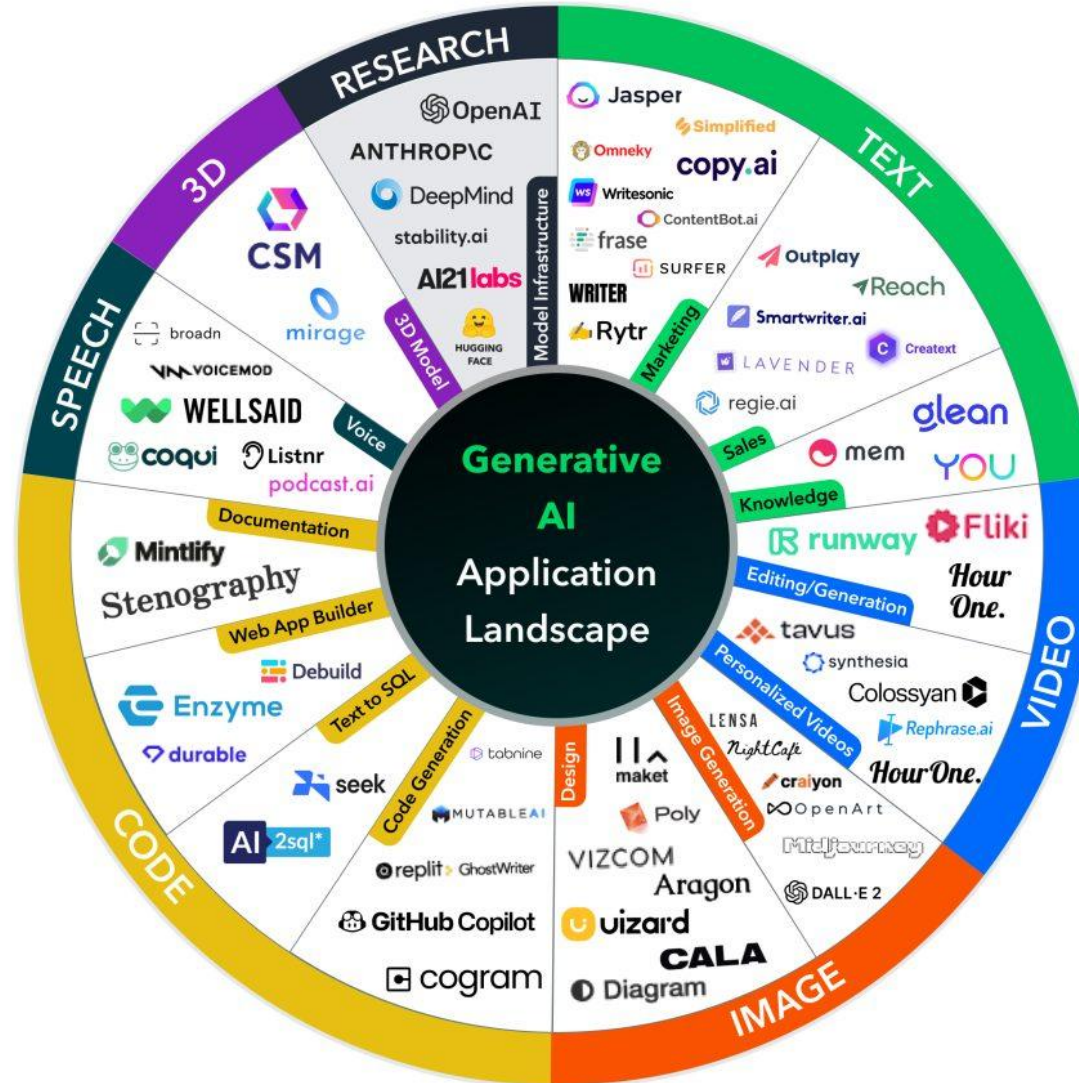 RESEARCH
OpenAI
ANTHROP\C
DeepMind
stability.ai
AI21labs
HUGGING
FACE
Model Infrastructure
TEXT
Jasper
Simplified
Omneky
copy.ai
WS Writesonic
ContentBot.ai
frase
SURFER
WRITER
Rytr
Marketing
Outplay
Reach
Smartwriter.ai
C Creatext
LAVENDER
regie.ai
Sales
glean
mem
YOU
Knowledge
VIDEO
runway
Fliki
Hour
One.
Editing/Generation
tavus
synthesia
Colossyan
Rephrase.ai
HourOne.
Personalized Videos
IMAGE
LENSA
NightCafé
craiyon
OpenArt
Midjourney
DALL·E 2
Image Generation
maket
Poly
VIZCOM
Aragon
uizard
CALA
Diagram
Design
CODE
tabnine
MUTABLEAI
replit GhostWriter
GitHub Copilot
cogram
Code Generation
seek
AI 2sql*
Text to SQL
Debuild
Enzyme
durable
Web App Builder
Mintlify
Stenography
Documentation
SPEECH
broadn
VOICEMOD
WELLSAID
coqui
Listnr
podcast.ai
Voice
3D
CSM
mirage
3D Model
Generative
AI
Application
Landscape